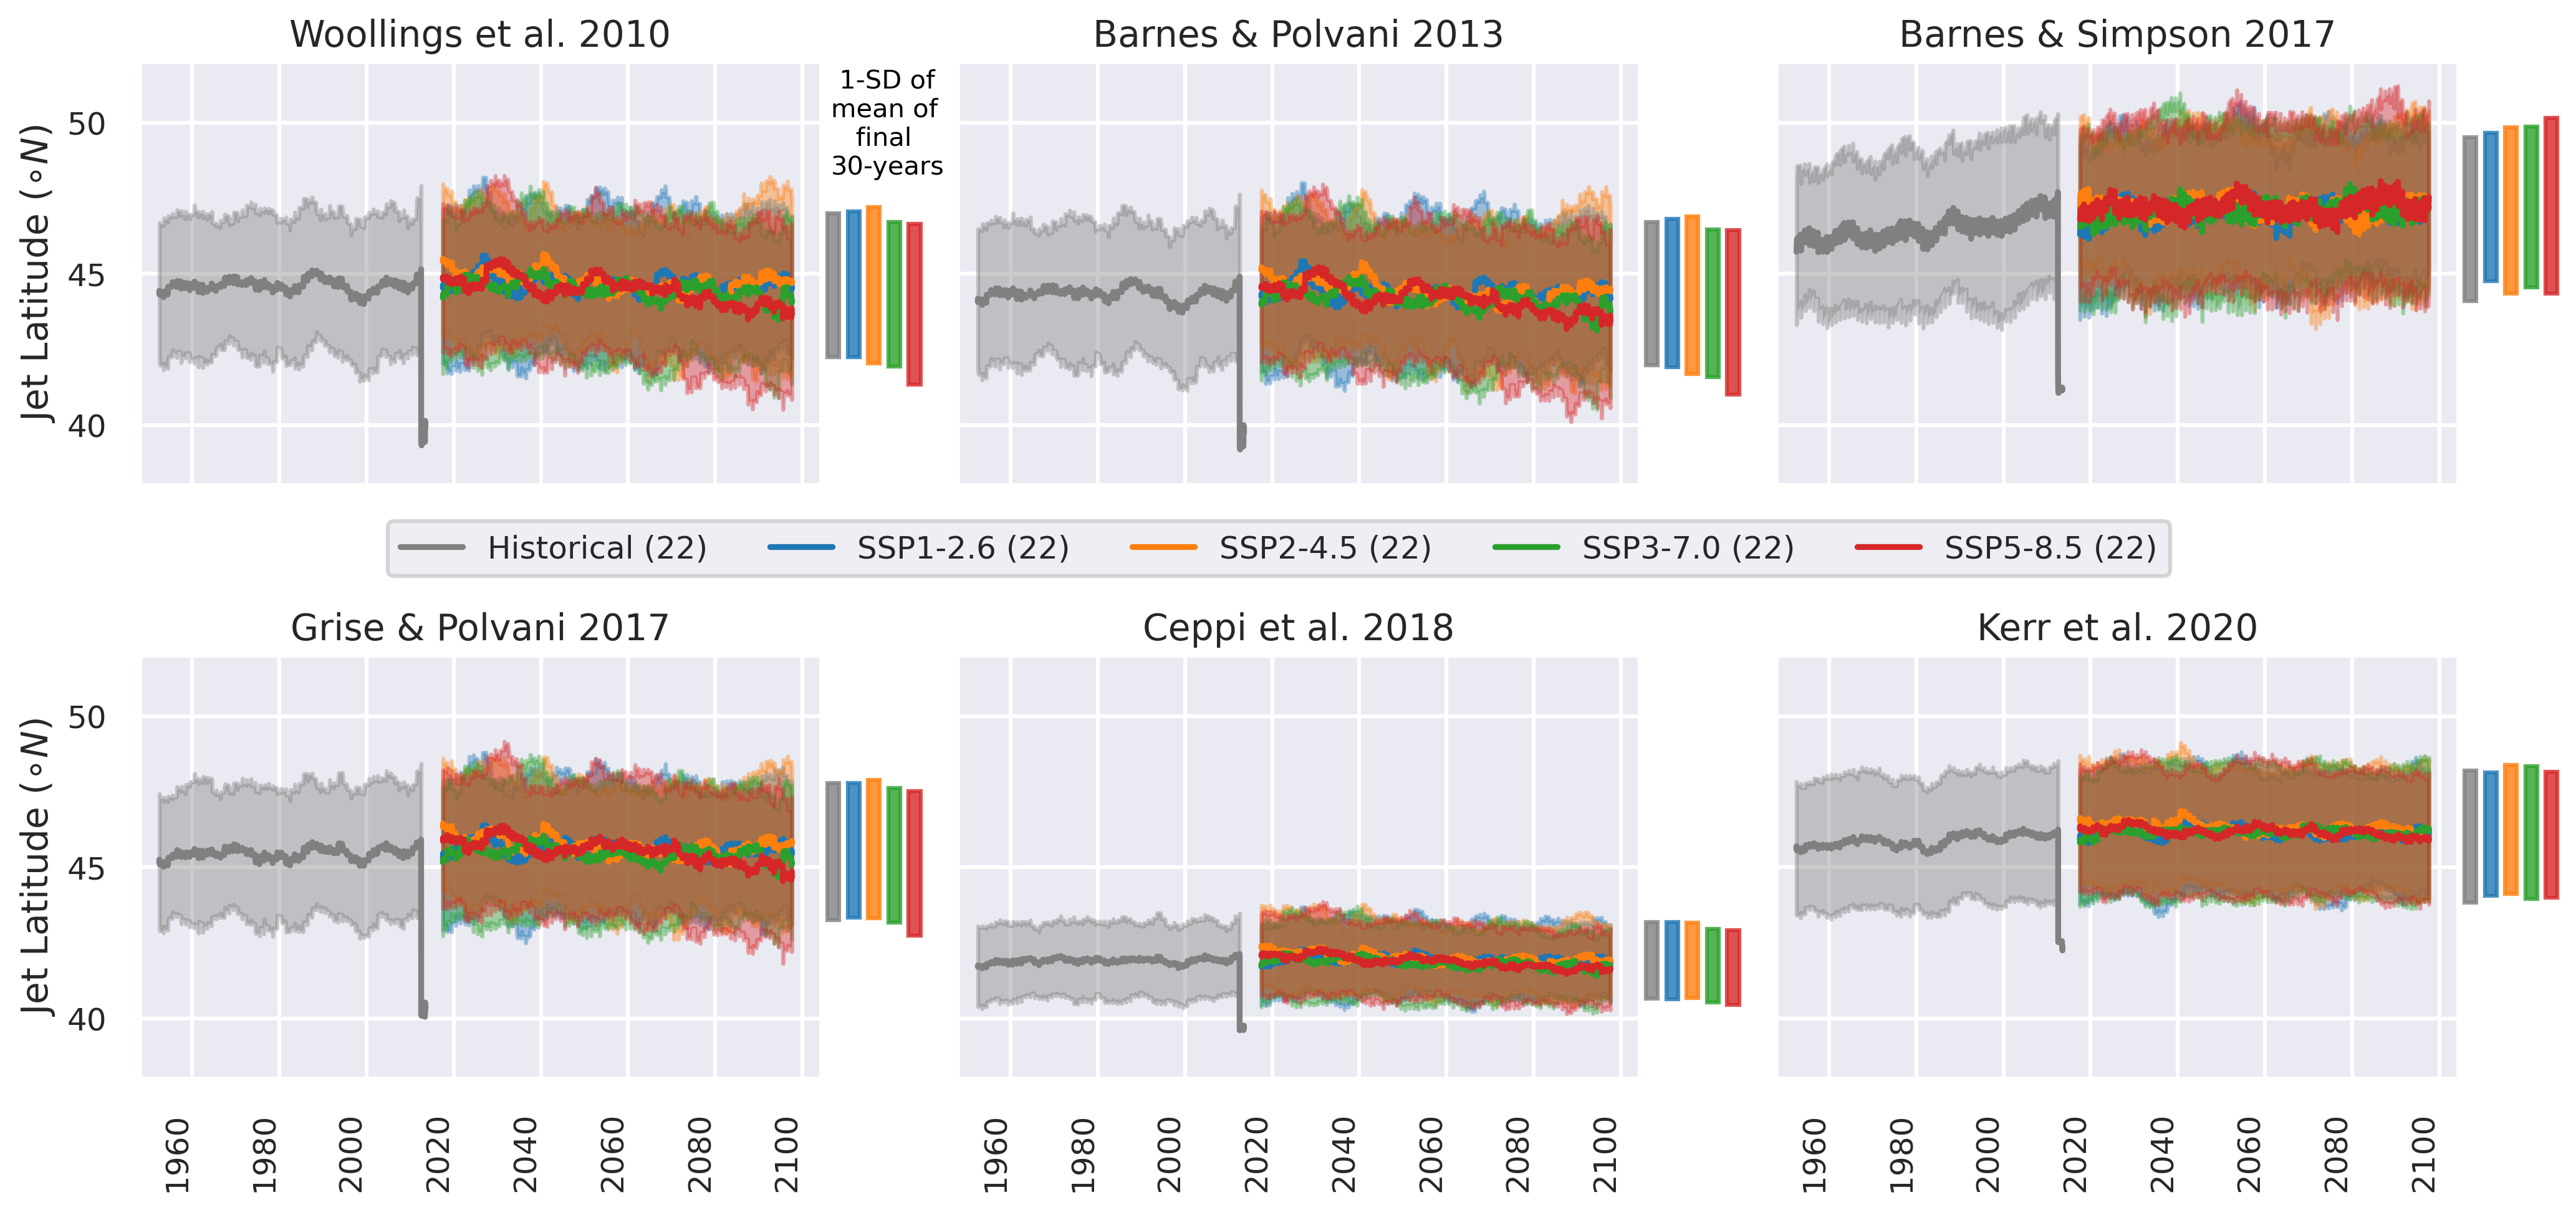 Woollings et al. 2010
Barnes & Polvani 2013
Barnes & Simpson 2017
Jet Latitude (∘N)
50
45
40
1-SD of
mean of
final
30-years
Historical (22)
SSP1-2.6 (22)
SSP2-4.5 (22)
SSP3-7.0 (22)
SSP5-8.5 (22)
Grise & Polvani 2017
Ceppi et al. 2018
Kerr et al. 2020
Jet Latitude (∘N)
50
45
40
1960
1980
2000
2020
2040
2060
2080
2100
1960
1980
2000
2020
2040
2060
2080
2100
1960
1980
2000
2020
2040
2060
2080
2100